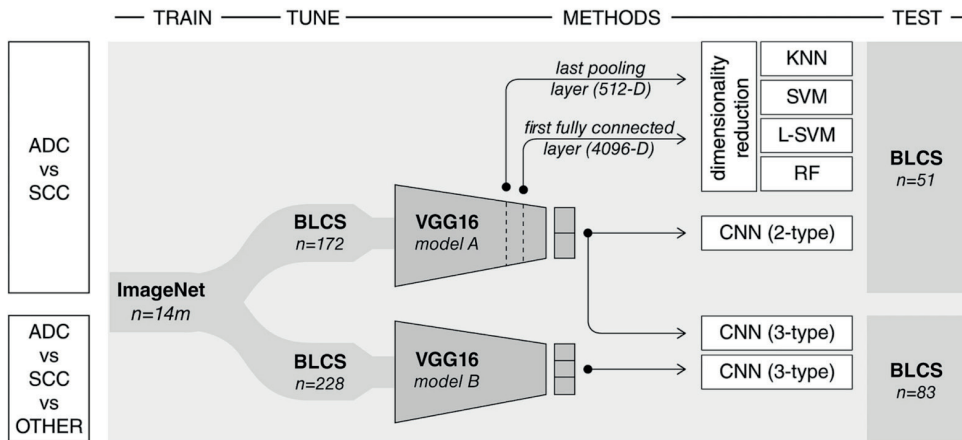 TRAIN TUNE METHODS TEST
ADC
vs
SCC
last pooling
layer (512-D)
first fully connected
layer (4096-D)
dimensionality
reduction
KNN
SVM
L-SVM
RF
BLCS
n=51
BLCS
n=172
VGG16
model A
CNN (2-type)
ImageNet
n=14m
ADC
vs
SCC
vs
OTHER
BLCS
n=228
VGG16
model B
CNN (3-type)
CNN (3-type)
BLCS
n=83